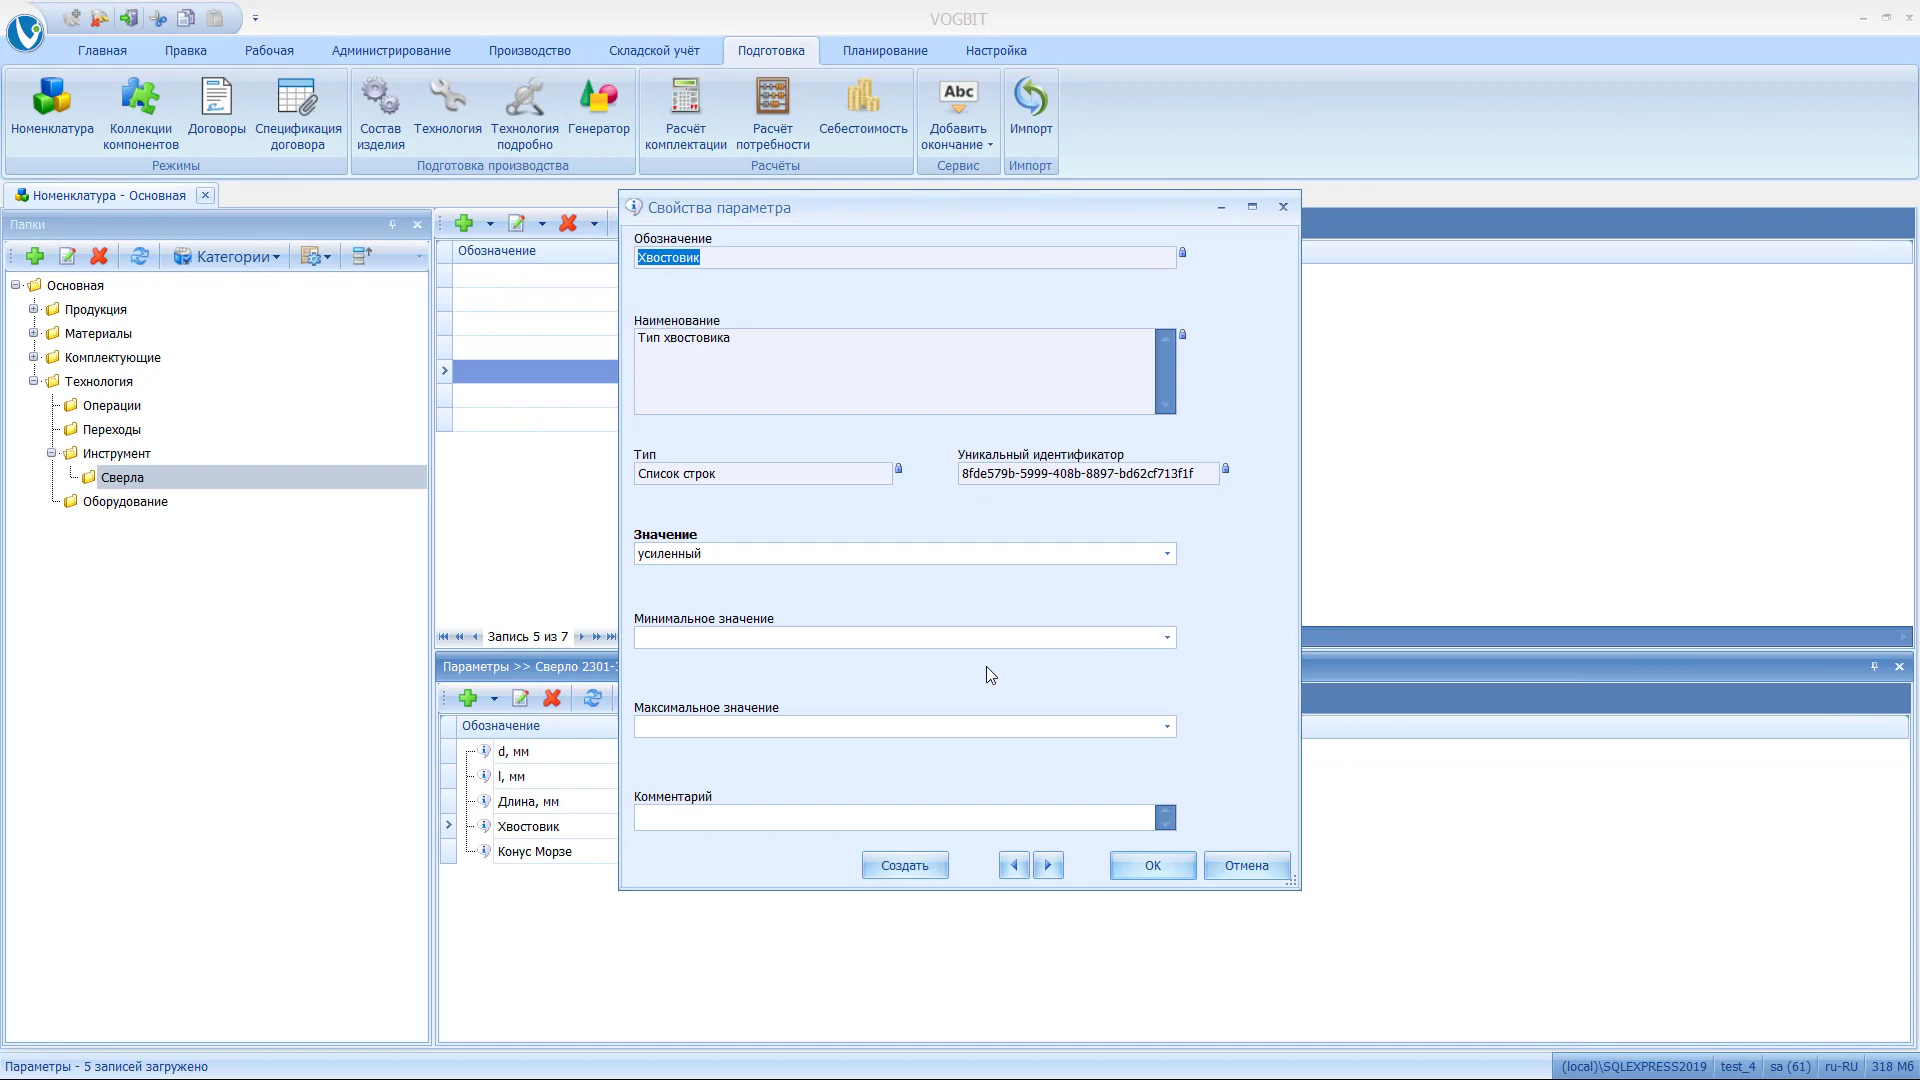 VOGBIT
Главная Правка Рабочая Администрирование Производство Складской учёт Подготовка Планирование Настройка
Номенклатура
Коллекции компонентов
Договоры
Спецификация договора
Режимы
Состав изделия
Технология
Технология подробно
Генератор
Подготовка производства
Расчёт комплектации
Расчёт потребности
Себестоимость
Расчёты
Abc
Добавить окончание
Сервис
Импорт
Импорт
Номенклатура - Основная
Папки
Категории
Основная
Продукция
Материалы
Комплектующие
Технология
Операции
Переходы
Инструмент
Сверла
Оборудование
Обозначение
Запись 5 из 7
Параметры >> Сверло 2301-
Обозначение
d, мм
l, мм
Длина, мм
Хвостовик
Конус Морзе
Свойства параметра
Обозначение
Хвостовик
Наименование
Тип хвостовика
Тип Уникальный идентификатор
Список строк 8fde579b-5999-408b-8897-bd62cf713f1f
Значение
усиленный
Минимальное значение
Максимальное значение
Комментарий
Создать OK Отмена
Параметры - 5 записей загружено (local)\SQLEXPRESS2019 test_4 sa (61) ru-RU 318 Мб